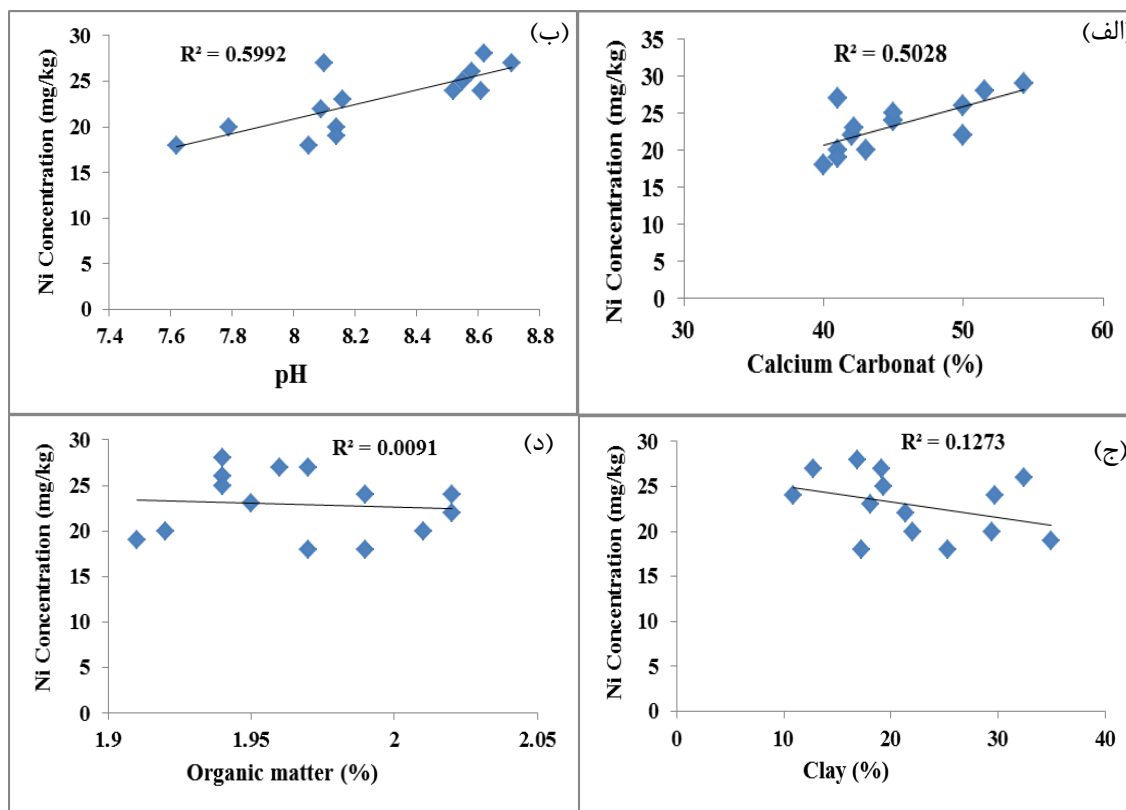 (ب)
R² = 0.5992
Ni Concentration (mg/kg)
30
25
20
15
10
5
0
7.4 7.6 7.8 8 8.2 8.4 8.6 8.8
pH
(الف)
R² = 0.5028
Ni Concentration (mg/kg)
35
30
25
20
15
10
5
0
30 40 50 60
Calcium Carbonat (%)
(د)
R² = 0.0091
Ni Concentration (mg/kg)
30
25
20
15
10
5
0
1.9 1.95 2 2.05
Organic matter (%)
(ج)
R² = 0.1273
Ni Concentration (mg/kg)
30
25
20
15
10
5
0
0 10 20 30 40
Clay (%)